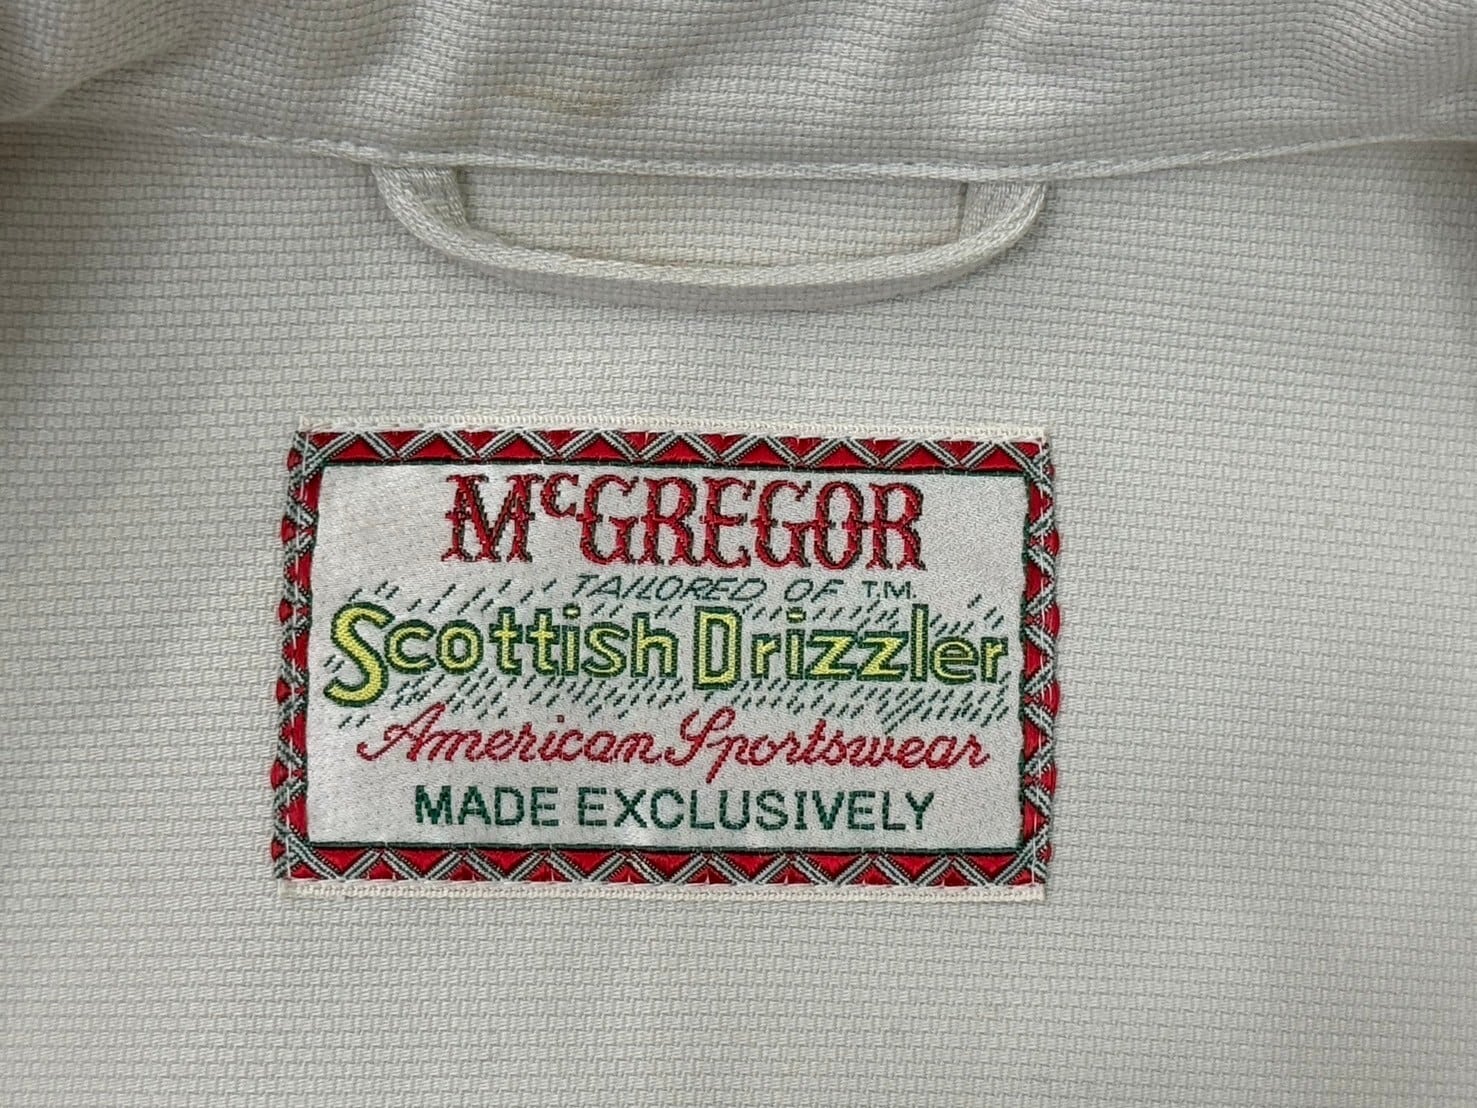 McGREGOR
TAILORED OF T.M.
Scottish Drizzler
American Sportswear
MADE EXCLUSIVELY